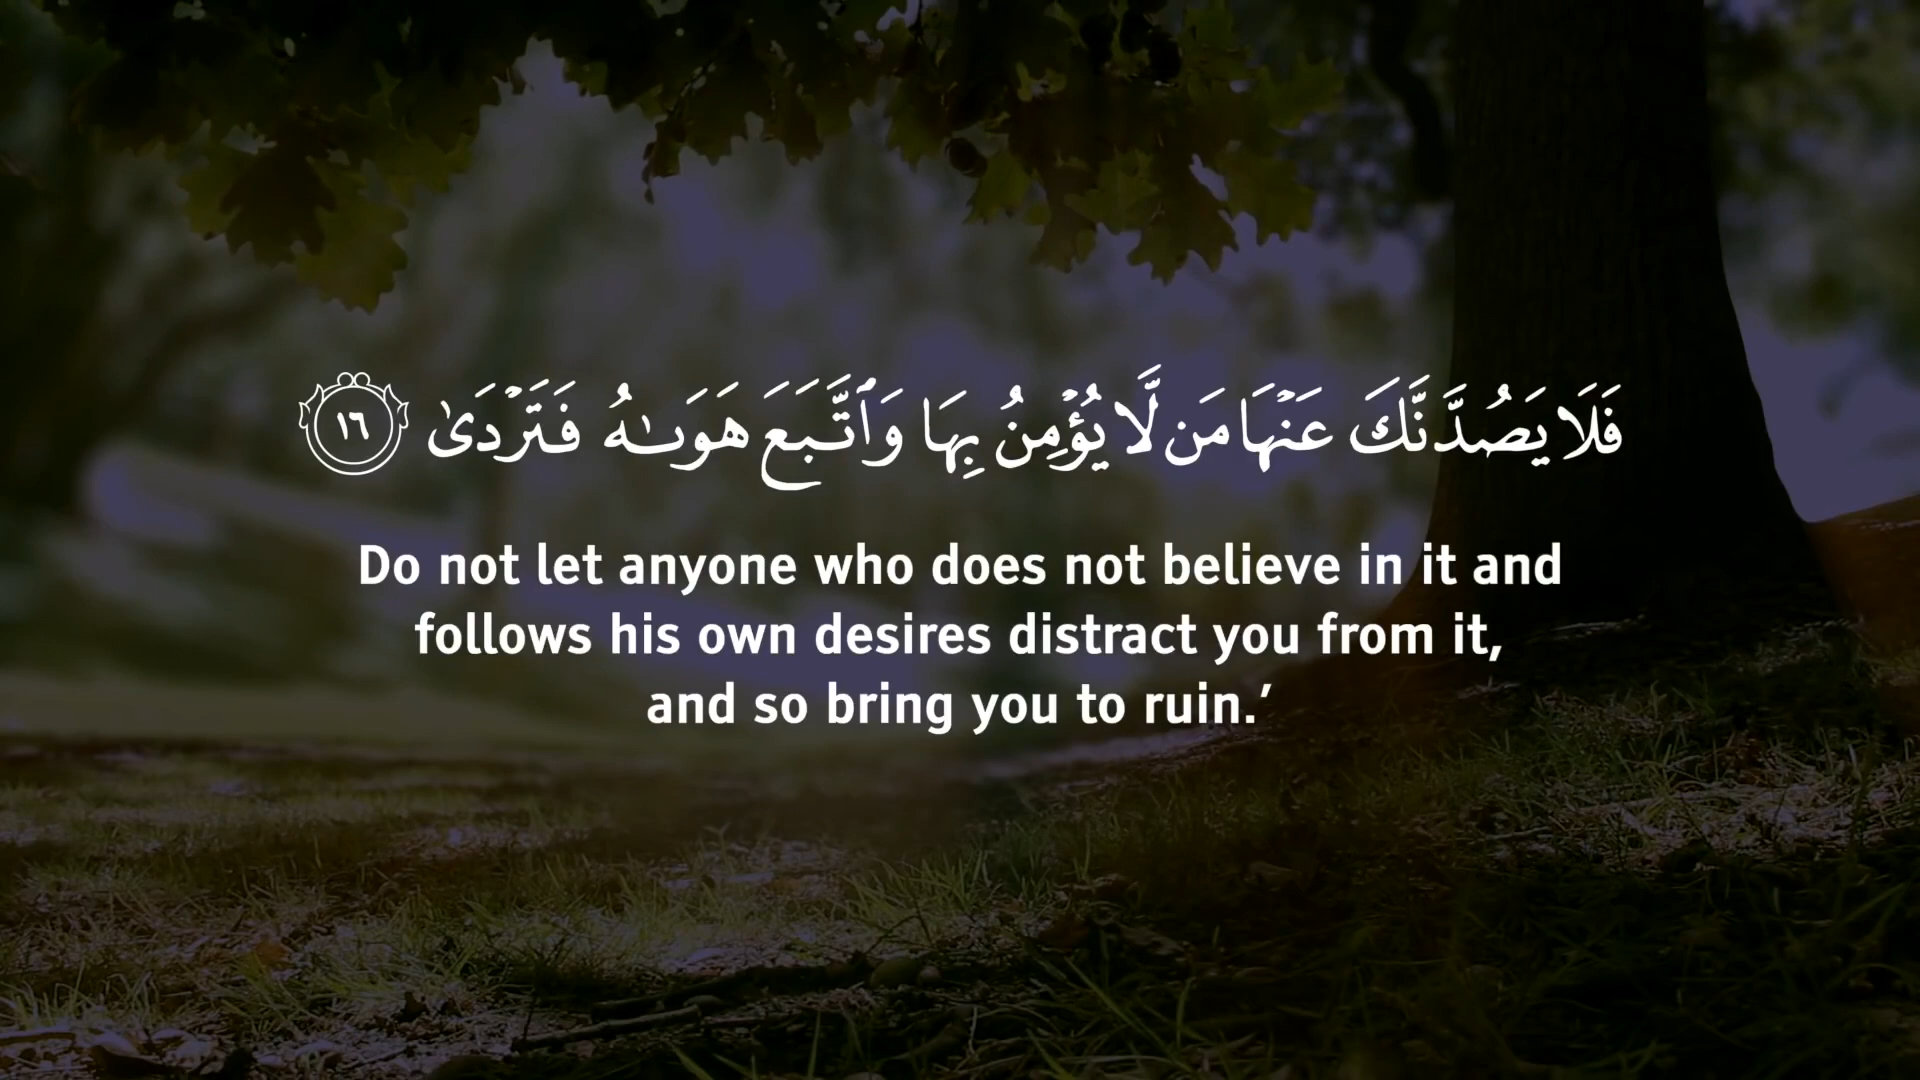 فَلَا يَصُدَّنَّكَ عَنْهَا مَن لَّا يُؤْمِنُ بِهَا وَٱتَّبَعَ هَوَىٰهُ فَتَرْدَىٰ ١٦
Do not let anyone who does not believe in it and
follows his own desires distract you from it,
and so bring you to ruin.’